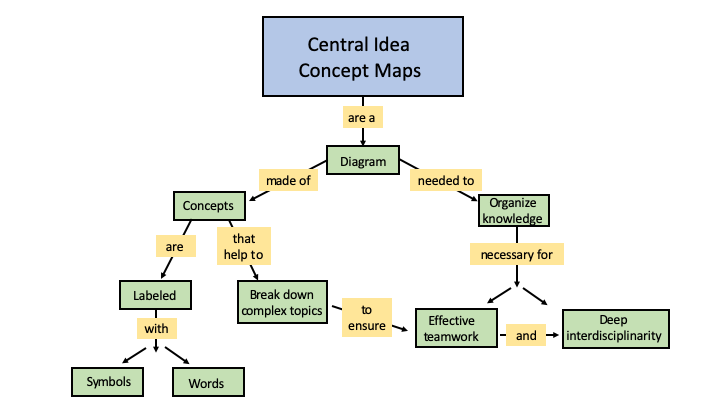 Central Idea
Concept Maps
are a
Diagram
made of
needed to
Concepts
Organize
knowledge
are
that
help to
necessary for
Labeled
Break down
complex topics
to
ensure
Effective
teamwork
and
Deep
interdisciplinarity
with
Symbols
Words